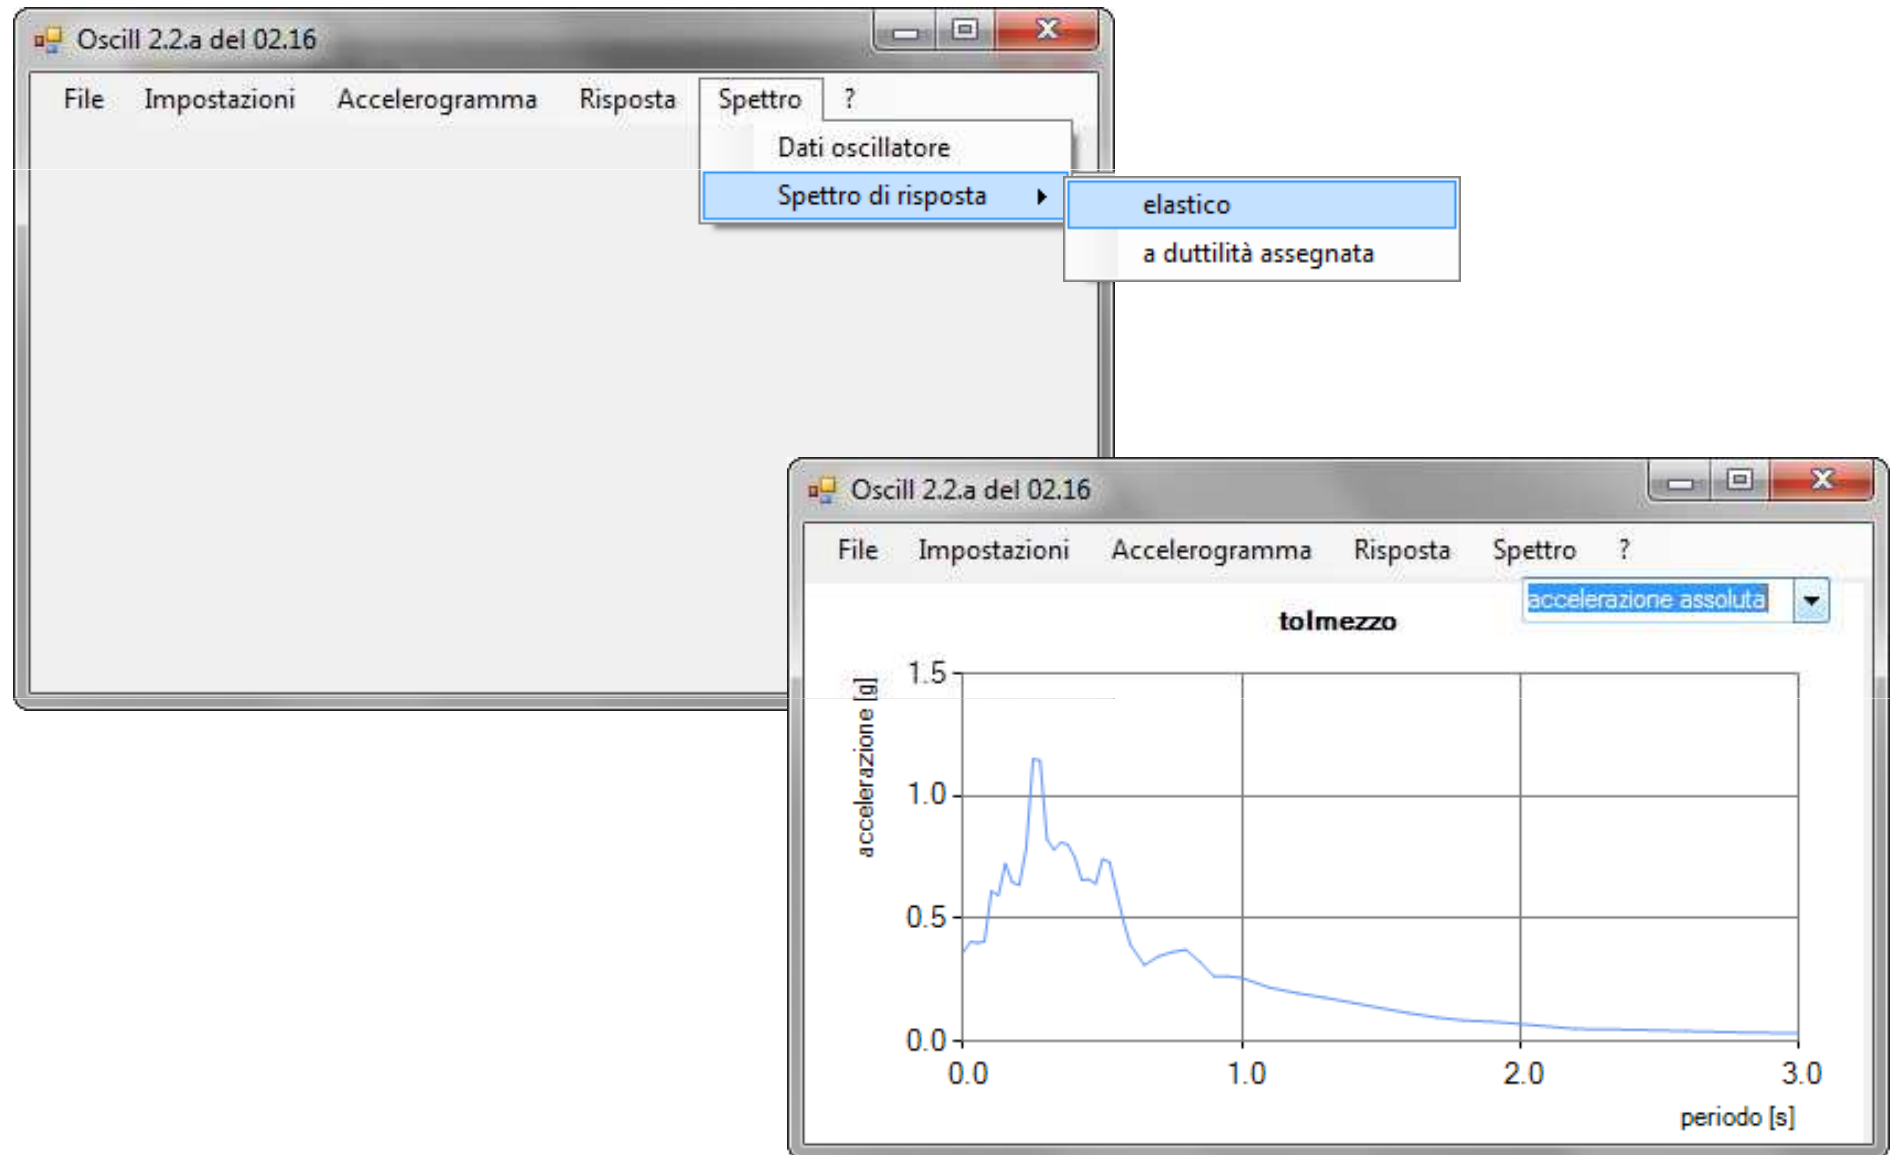 Oscill 2.2.a del 02.16
File Impostazioni Accelerogramma Risposta Spettro ?
Dati oscillatore
Spettro di risposta
elastico
a duttilità assegnata
Oscill 2.2.a del 02.16
File Impostazioni Accelerogramma Risposta Spettro ?
accelerazione assoluta
tolmezzo
accelerazione [g]
1.5
1.0
0.5
0.0
0.0 1.0 2.0 3.0
periodo [s]